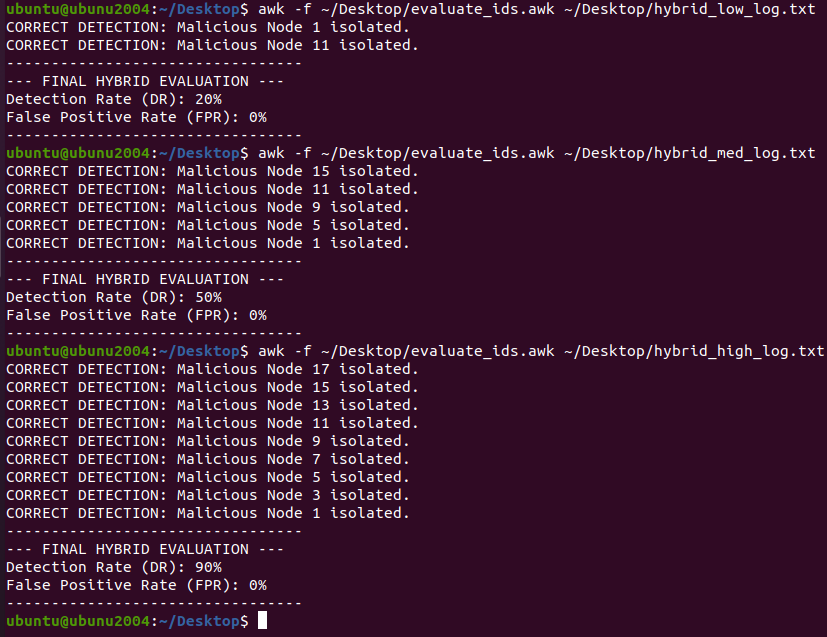 ubuntu@ubunu2004:~/Desktop$ awk -f ~/Desktop/evaluate_ids.awk ~/Desktop/hybrid_low_log.txt
CORRECT DETECTION: Malicious Node 1 isolated.
CORRECT DETECTION: Malicious Node 11 isolated.
---------------------------------
--- FINAL HYBRID EVALUATION ---
Detection Rate (DR): 20%
False Positive Rate (FPR): 0%
---------------------------------
ubuntu@ubunu2004:~/Desktop$ awk -f ~/Desktop/evaluate_ids.awk ~/Desktop/hybrid_med_log.txt
CORRECT DETECTION: Malicious Node 15 isolated.
CORRECT DETECTION: Malicious Node 11 isolated.
CORRECT DETECTION: Malicious Node 9 isolated.
CORRECT DETECTION: Malicious Node 5 isolated.
CORRECT DETECTION: Malicious Node 1 isolated.
---------------------------------
--- FINAL HYBRID EVALUATION ---
Detection Rate (DR): 50%
False Positive Rate (FPR): 0%
---------------------------------
ubuntu@ubunu2004:~/Desktop$ awk -f ~/Desktop/evaluate_ids.awk ~/Desktop/hybrid_high_log.txt
CORRECT DETECTION: Malicious Node 17 isolated.
CORRECT DETECTION: Malicious Node 15 isolated.
CORRECT DETECTION: Malicious Node 13 isolated.
CORRECT DETECTION: Malicious Node 11 isolated.
CORRECT DETECTION: Malicious Node 9 isolated.
CORRECT DETECTION: Malicious Node 7 isolated.
CORRECT DETECTION: Malicious Node 5 isolated.
CORRECT DETECTION: Malicious Node 3 isolated.
CORRECT DETECTION: Malicious Node 1 isolated.
---------------------------------
--- FINAL HYBRID EVALUATION ---
Detection Rate (DR): 90%
False Positive Rate (FPR): 0%
---------------------------------
ubuntu@ubunu2004:~/Desktop$